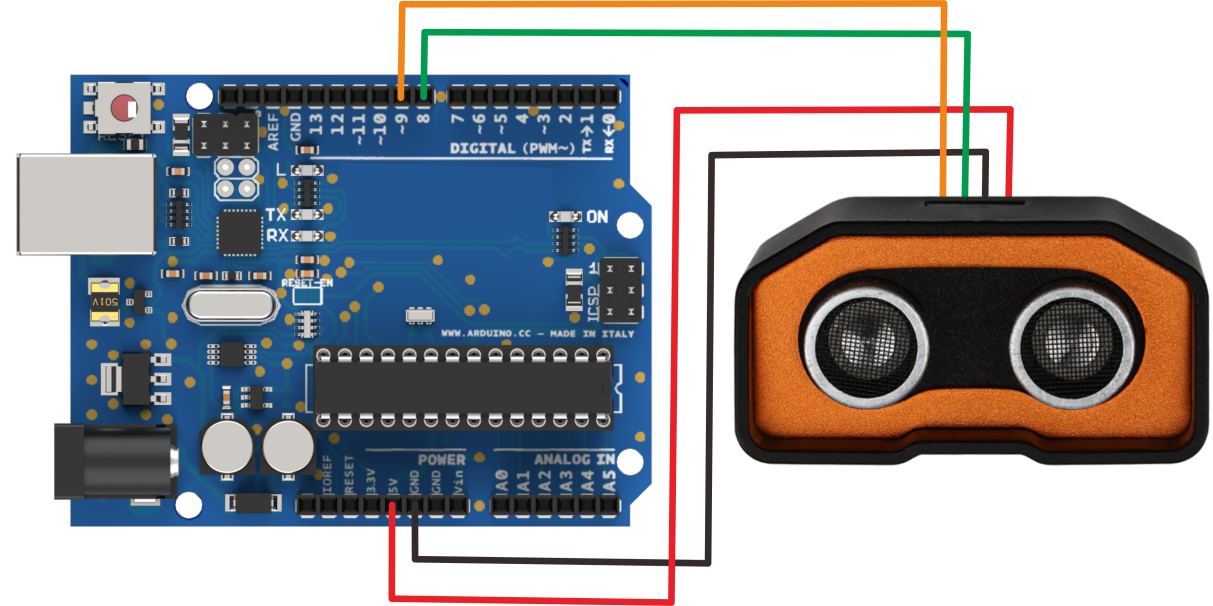 AREF
GND
13
12
~11
~10
~9
8
7
~6
~5
4
~3
2
TX→1
RX←0
DIGITAL (PWM~)
L
TX
RX
ON
RESET-EN
1
ICSP
501V
WWW.ARDUINO.CC – MADE IN ITALY
POWER
ANALOG IN
IOREF
RESET
3.3V
5V
GND
GND
Vin
A0
A1
A2
A3
A4
A5